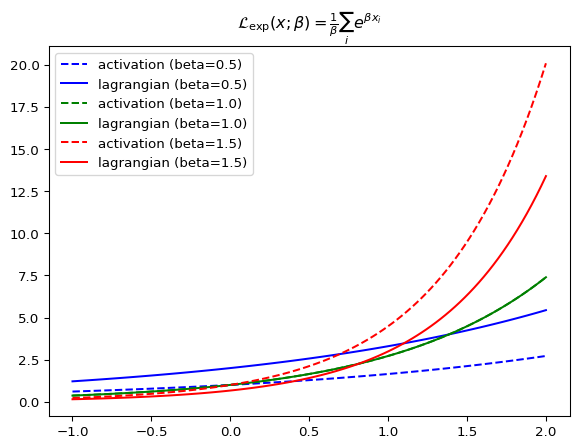 𝓛_exp(x; β) = 1/β ∑_i e^{βx_i}
activation (beta=0.5)
lagrangian (beta=0.5)
activation (beta=1.0)
lagrangian (beta=1.0)
activation (beta=1.5)
lagrangian (beta=1.5)
20.0
17.5
15.0
12.5
10.0
7.5
5.0
2.5
0.0
−1.0 −0.5 0.0 0.5 1.0 1.5 2.0